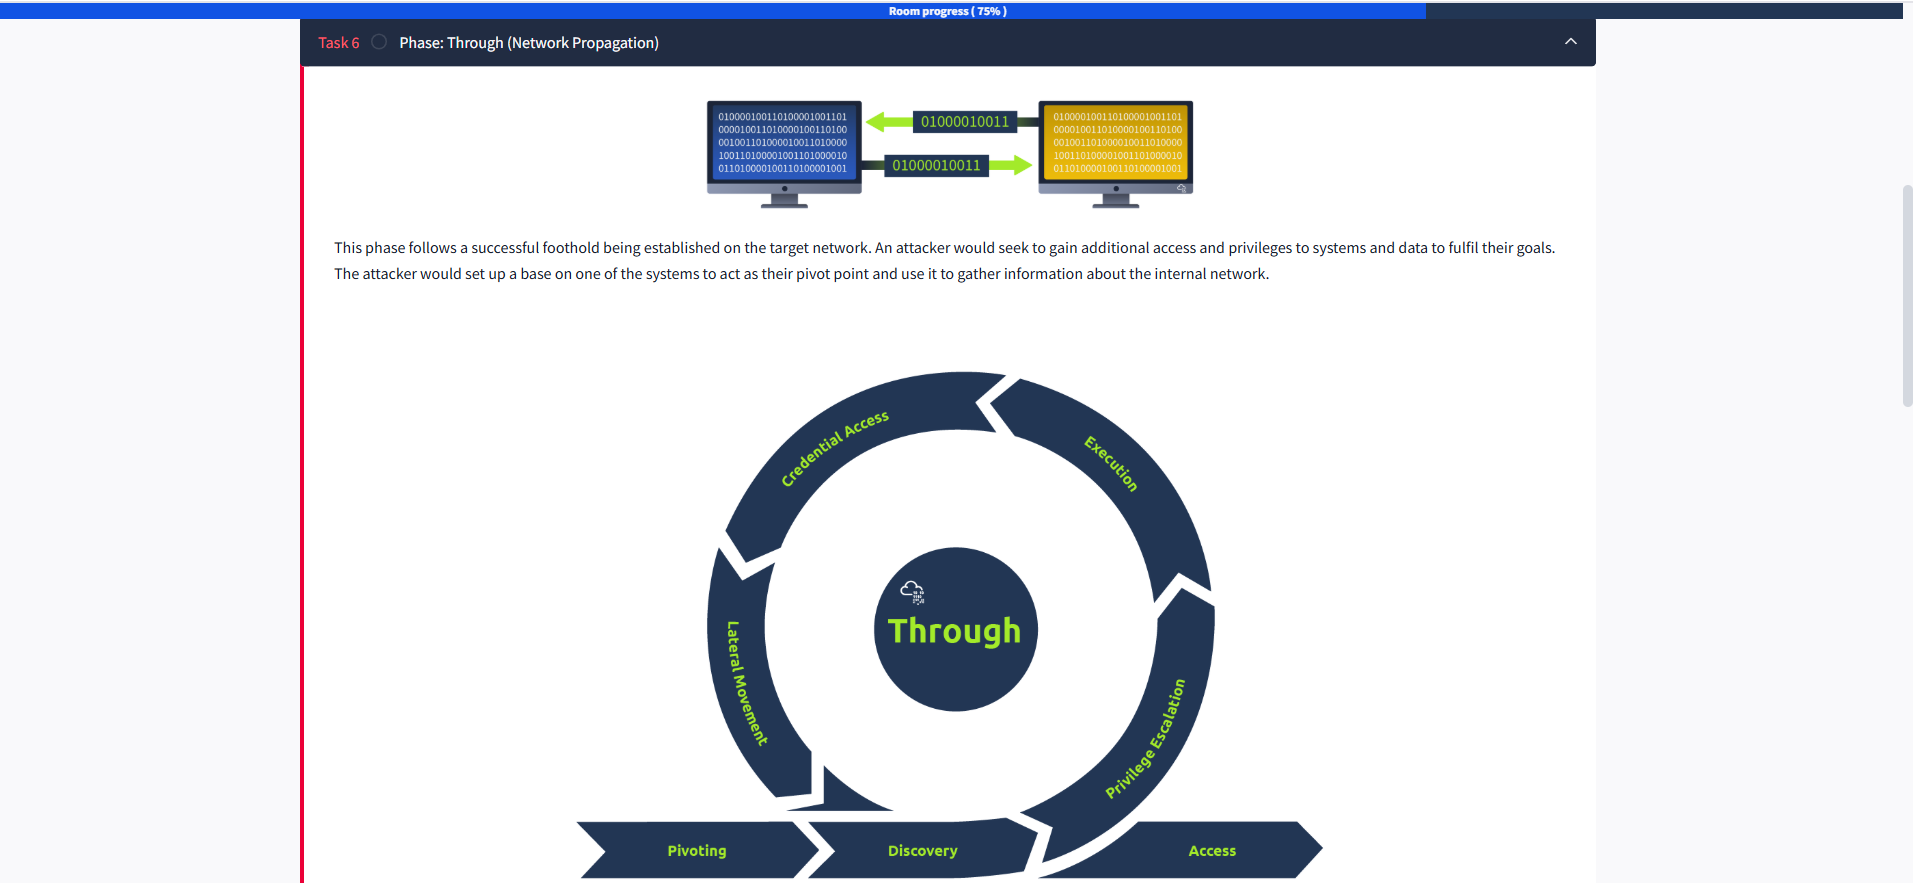 Room progress ( 75% )
Task 6 Phase: Through (Network Propagation)
010000100110100001001101
000010011010000100110100
001001101000010011010000
100110100001001101000010
011010000100110100001001
01000010011
01000010011
010000100110100001001101
000010011010000100110100
001001101000010011010000
100110100001001101000010
011010000100110100001001
This phase follows a successful foothold being established on the target network. An attacker would seek to gain additional access and privileges to systems and data to fulfil their goals.
The attacker would set up a base on one of the systems to act as their pivot point and use it to gather information about the internal network.
Credential Access
Execution
Through
Lateral Movement
Privilege Escalation
Pivoting
Discovery
Access